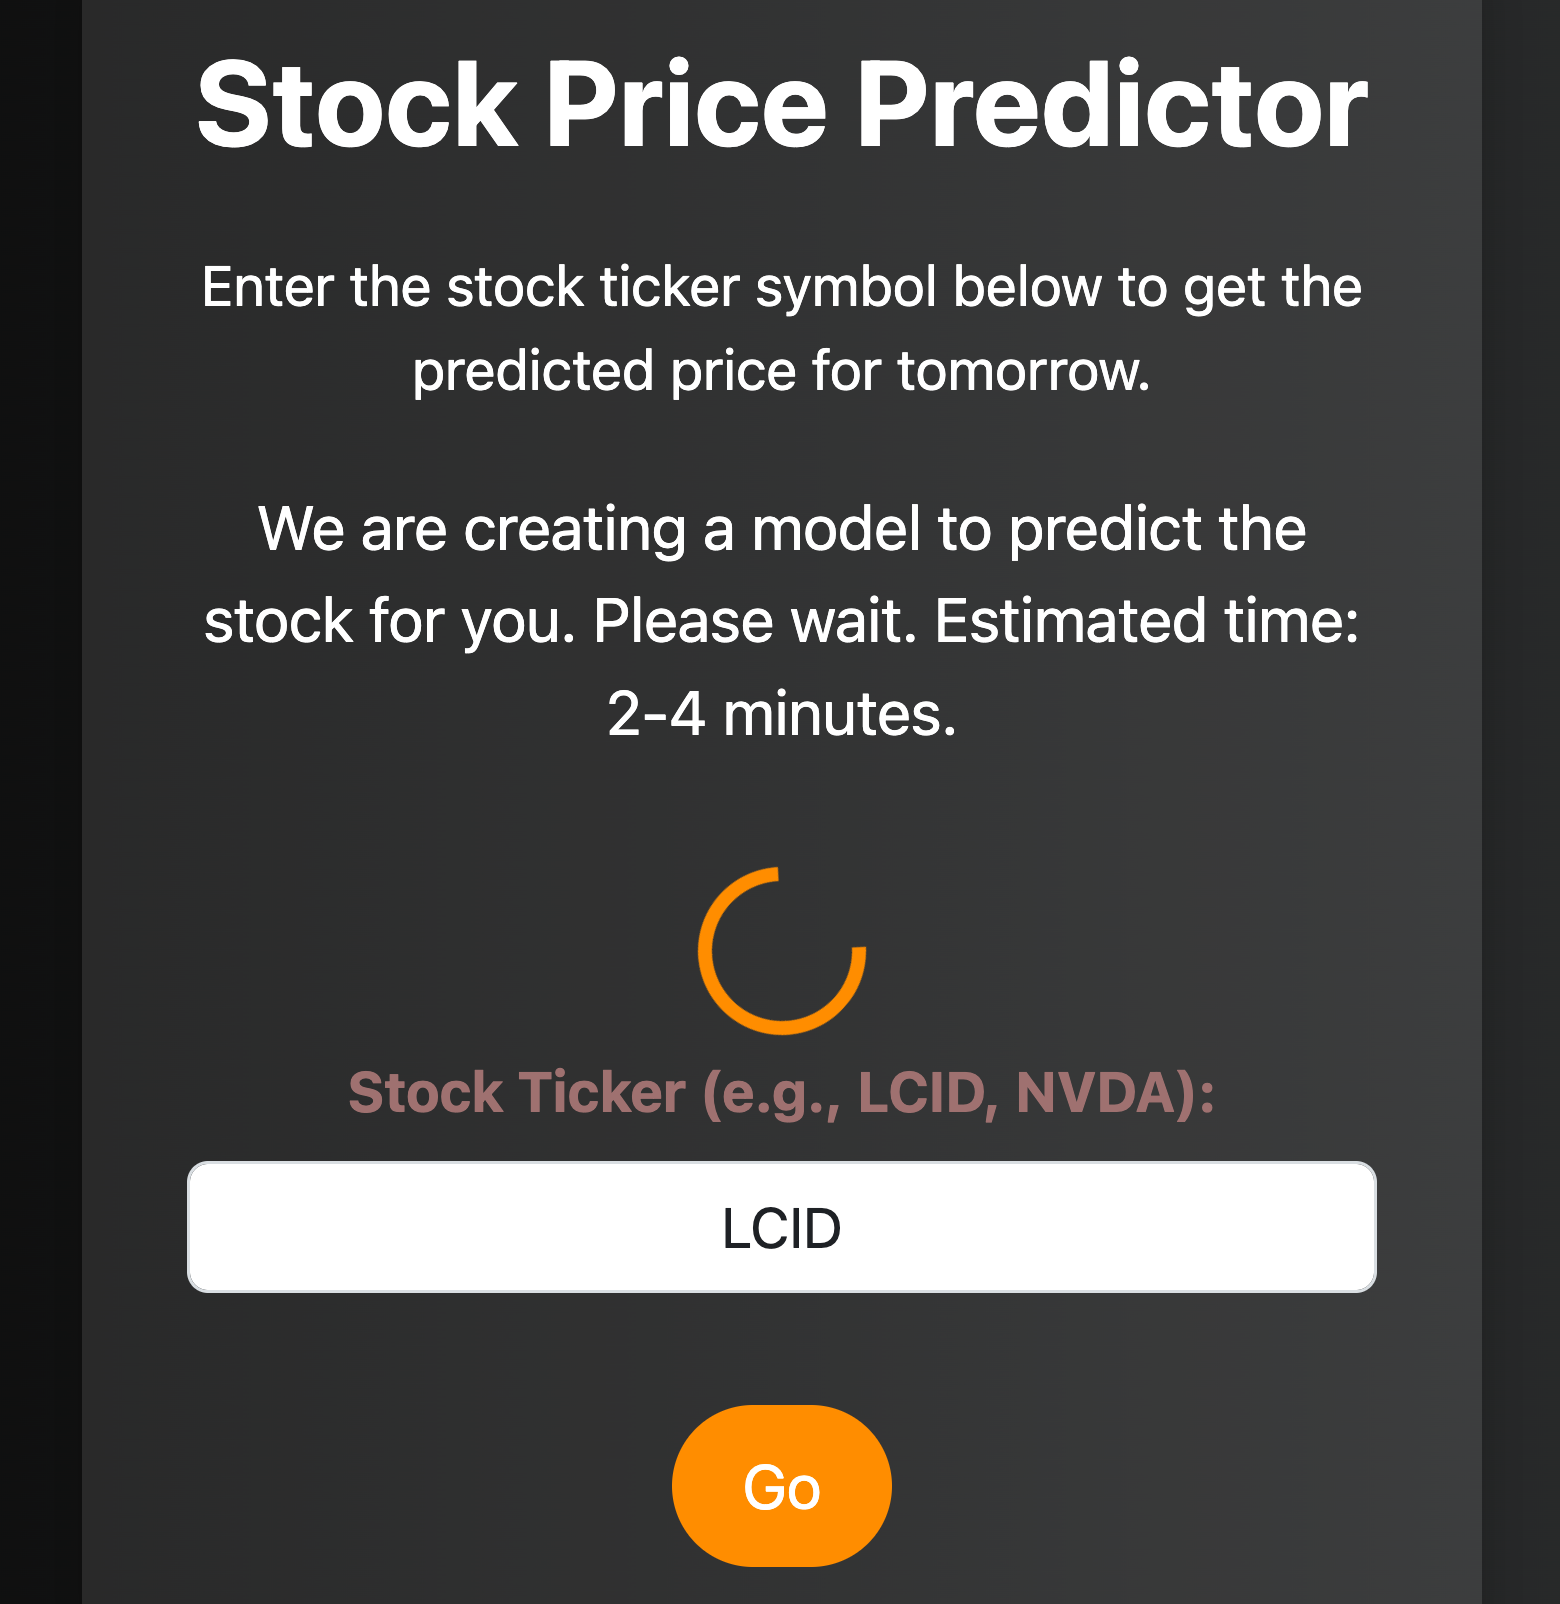 Stock Price Predictor
Enter the stock ticker symbol below to get the
predicted price for tomorrow.
We are creating a model to predict the
stock for you. Please wait. Estimated time:
2-4 minutes.
Stock Ticker (e.g., LCID, NVDA):
LCID
Go